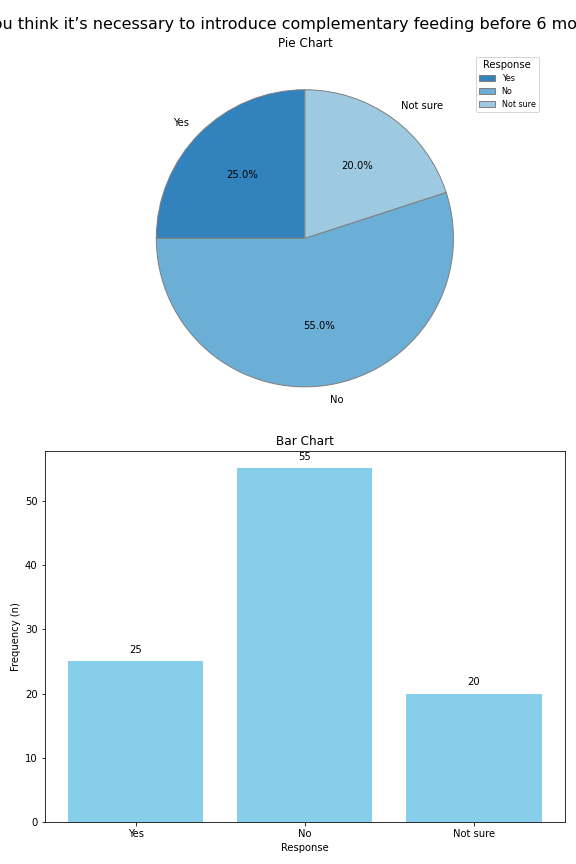 ou think it’s necessary to introduce complementary feeding before 6 mo
Pie Chart
Response
Yes
No
Not sure
Yes
Not sure
25.0%
20.0%
55.0%
No
Bar Chart
55
25
20
50
40
30
20
10
0
Frequency (n)
Yes
No
Not sure
Response